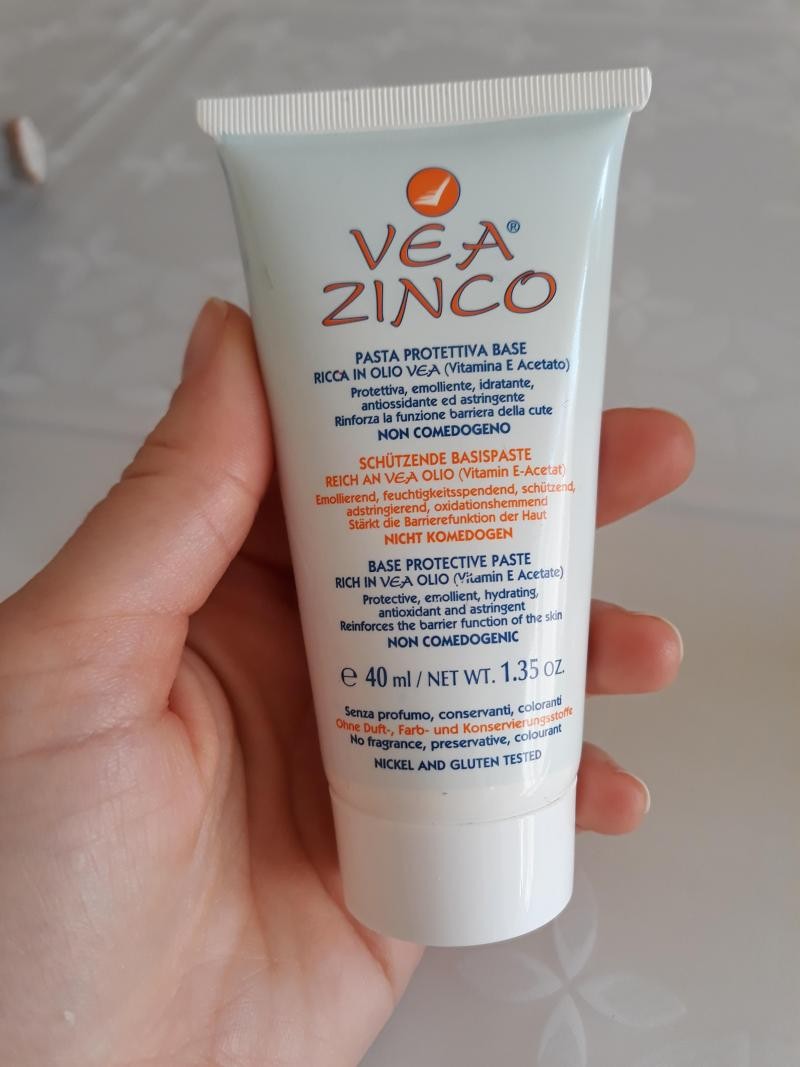 VEA®
ZINCO
PASTA PROTETTIVA BASE
RICCA IN OLIO VEA (Vitamina E Acetato)
Protettiva, emolliente, idratante,
antiossidante ed astringente
Rinforza la funzione barriera della cute
NON COMEDOGENO
SCHÜTZENDE BASISPASTE
REICH AN VEA OLIO (Vitamin E-Acetat)
Emollierend, feuchtigkeitsspendend, schützend,
adstringierend, oxidationshemmend
Stärkt die Barrierefunktion der Haut
NICHT KOMEDOGEN
BASE PROTECTIVE PASTE
RICH IN VEA OLIO (Vitamin E Acetate)
Protective, emollient, hydrating,
antioxidant and astringent
Reinforces the barrier function of the skin
NON COMEDOGENIC
℮ 40 ml / NET WT. 1.35 OZ.
Senza profumo, conservanti, coloranti
Ohne Duft-, Farb- und Konservierungsstoffe
No fragrance, preservative, colourant
NICKEL AND GLUTEN TESTED